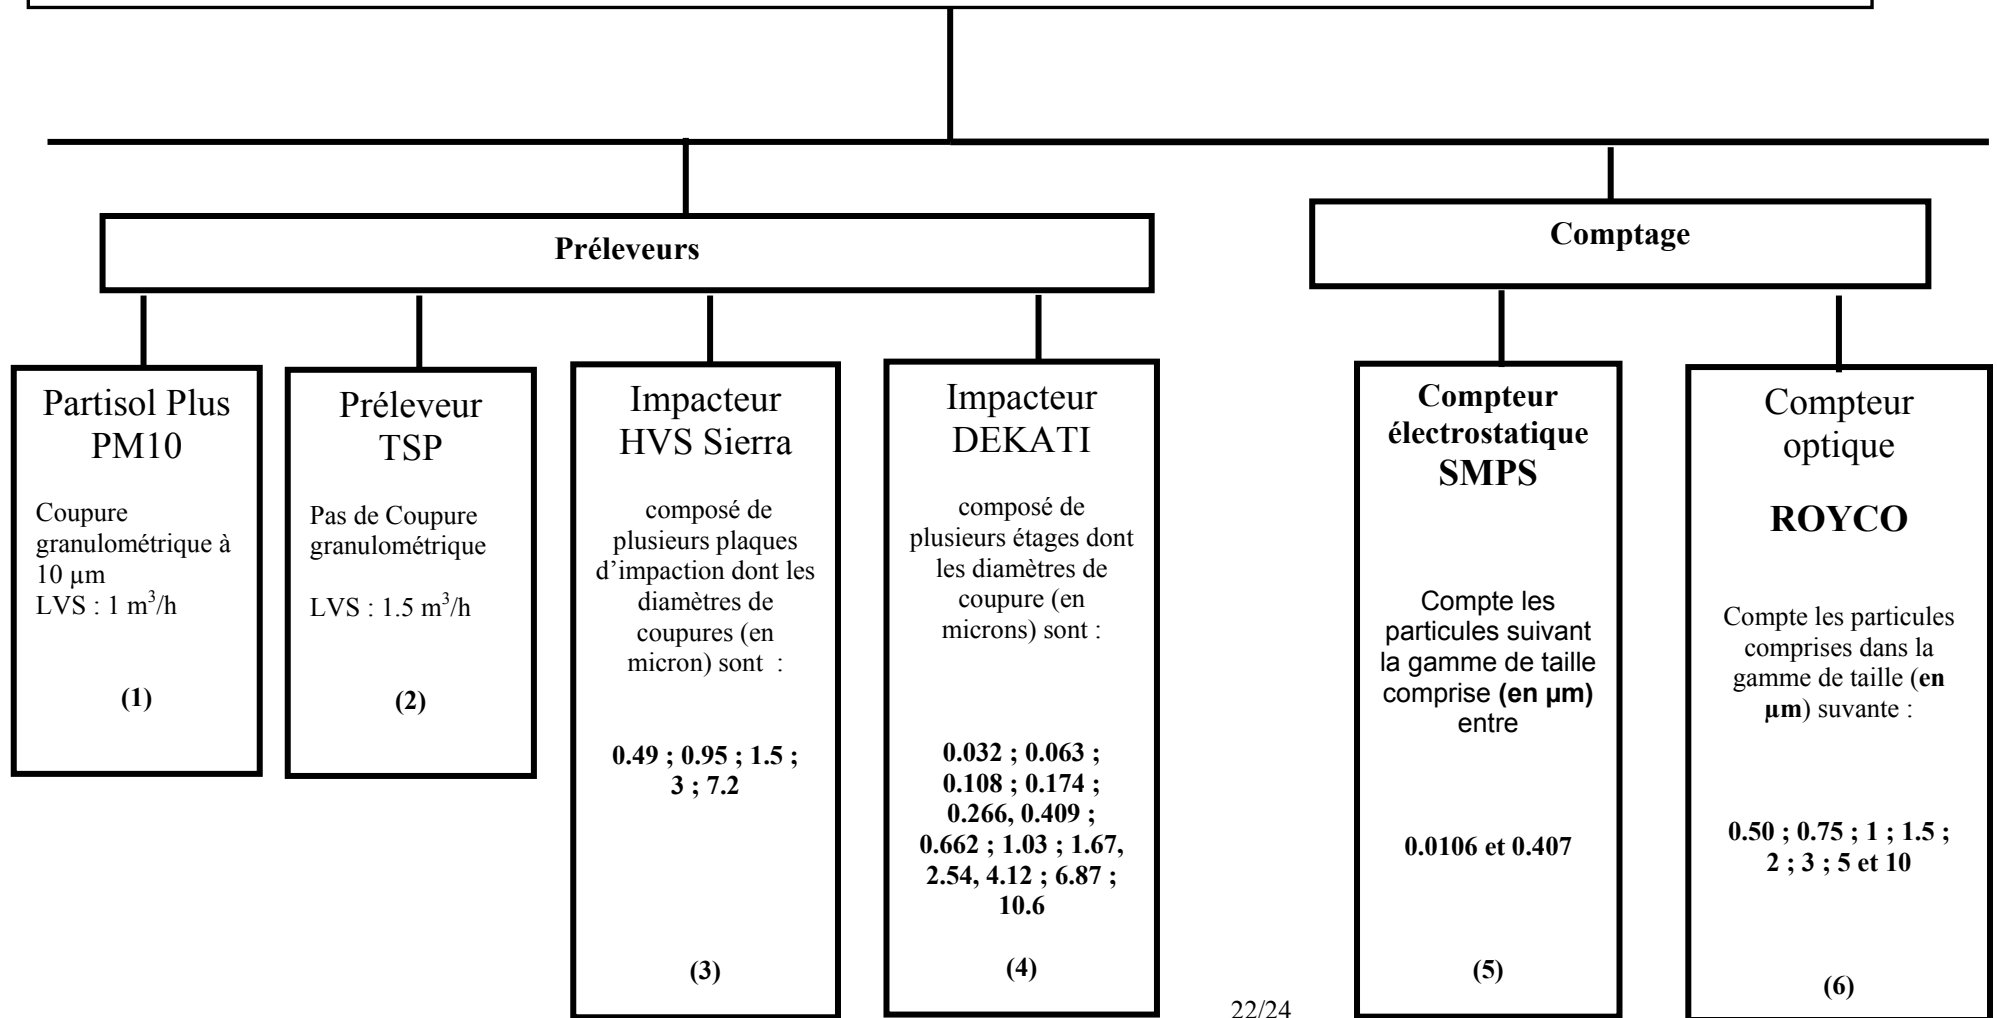 Préleveurs
Comptage
Partisol Plus
PM10
Coupure
granulométrique à
10 µm
LVS : 1 m³/h
(1)
Préleveur
TSP
Pas de Coupure
granulométrique
LVS : 1.5 m³/h
(2)
Impacteur
HVS Sierra
composé de
plusieurs plaques
d’impaction dont les
diamètres de
coupures (en
micron) sont :
0.49 ; 0.95 ; 1.5 ;
3 ; 7.2
(3)
Impacteur
DEKATI
composé de
plusieurs étages dont
les diamètres de
coupure (en
microns) sont :
0.032 ; 0.063 ;
0.108 ; 0.174 ;
0.266, 0.409 ;
0.662 ; 1.03 ; 1.67,
2.54, 4.12 ; 6.87 ;
10.6
(4)
Compteur
électrostatique
SMPS
Compte les
particules suivant
la gamme de taille
comprise (en µm)
entre
0.0106 et 0.407
(5)
Compteur
optique
ROYCO
Compte les particules
comprises dans la
gamme de taille (en
µm) suvante :
0.50 ; 0.75 ; 1 ; 1.5 ;
2 ; 3 ; 5 et 10
(6)
22/24